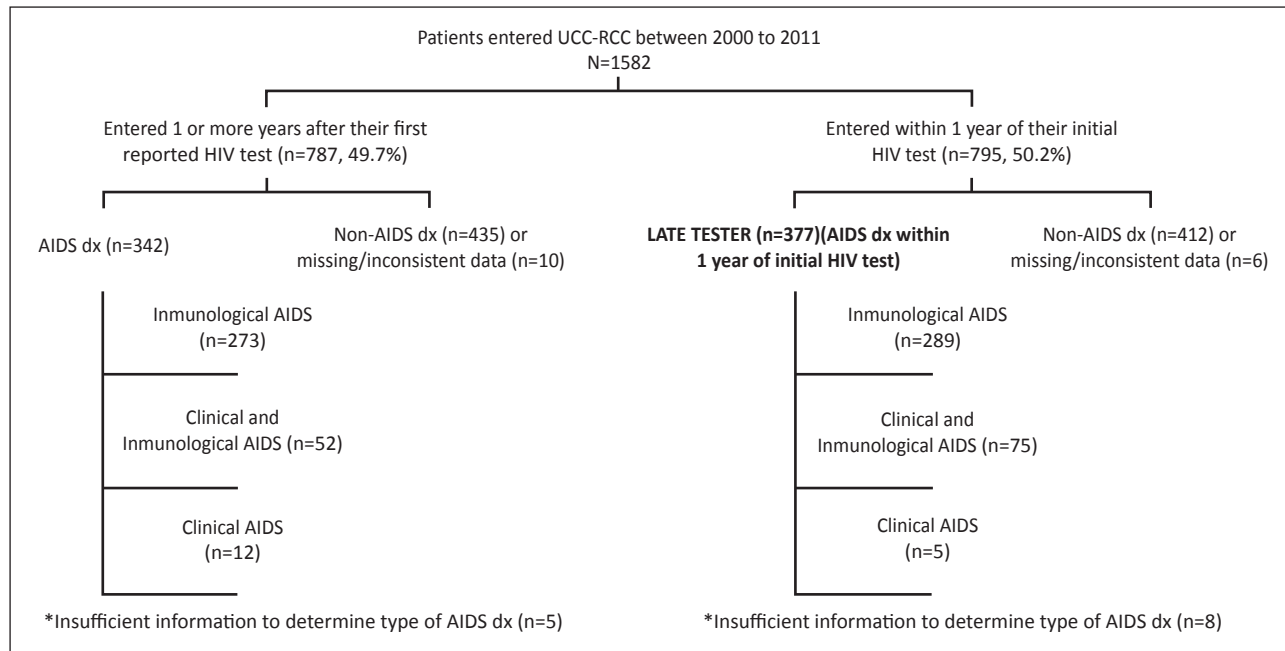 Patients entered UCC-RCC between 2000 to 2011
N=1582
Entered 1 or more years after their first
reported HIV test (n=787, 49.7%)
Entered within 1 year of their initial
HIV test (n=795, 50.2%)
AIDS dx (n=342)
Non-AIDS dx (n=435) or
missing/inconsistent data (n=10)
LATE TESTER (n=377)(AIDS dx within
1 year of initial HIV test)
Non-AIDS dx (n=412) or
missing/inconsistent data (n=6)
Inmunological AIDS
(n=273)
Inmunological AIDS
(n=289)
Clinical and
Inmunological AIDS (n=52)
Clinical and
Inmunological AIDS (n=75)
Clinical AIDS
(n=12)
Clinical AIDS
(n=5)
*Insufficient information to determine type of AIDS dx (n=5)
*Insufficient information to determine type of AIDS dx (n=8)